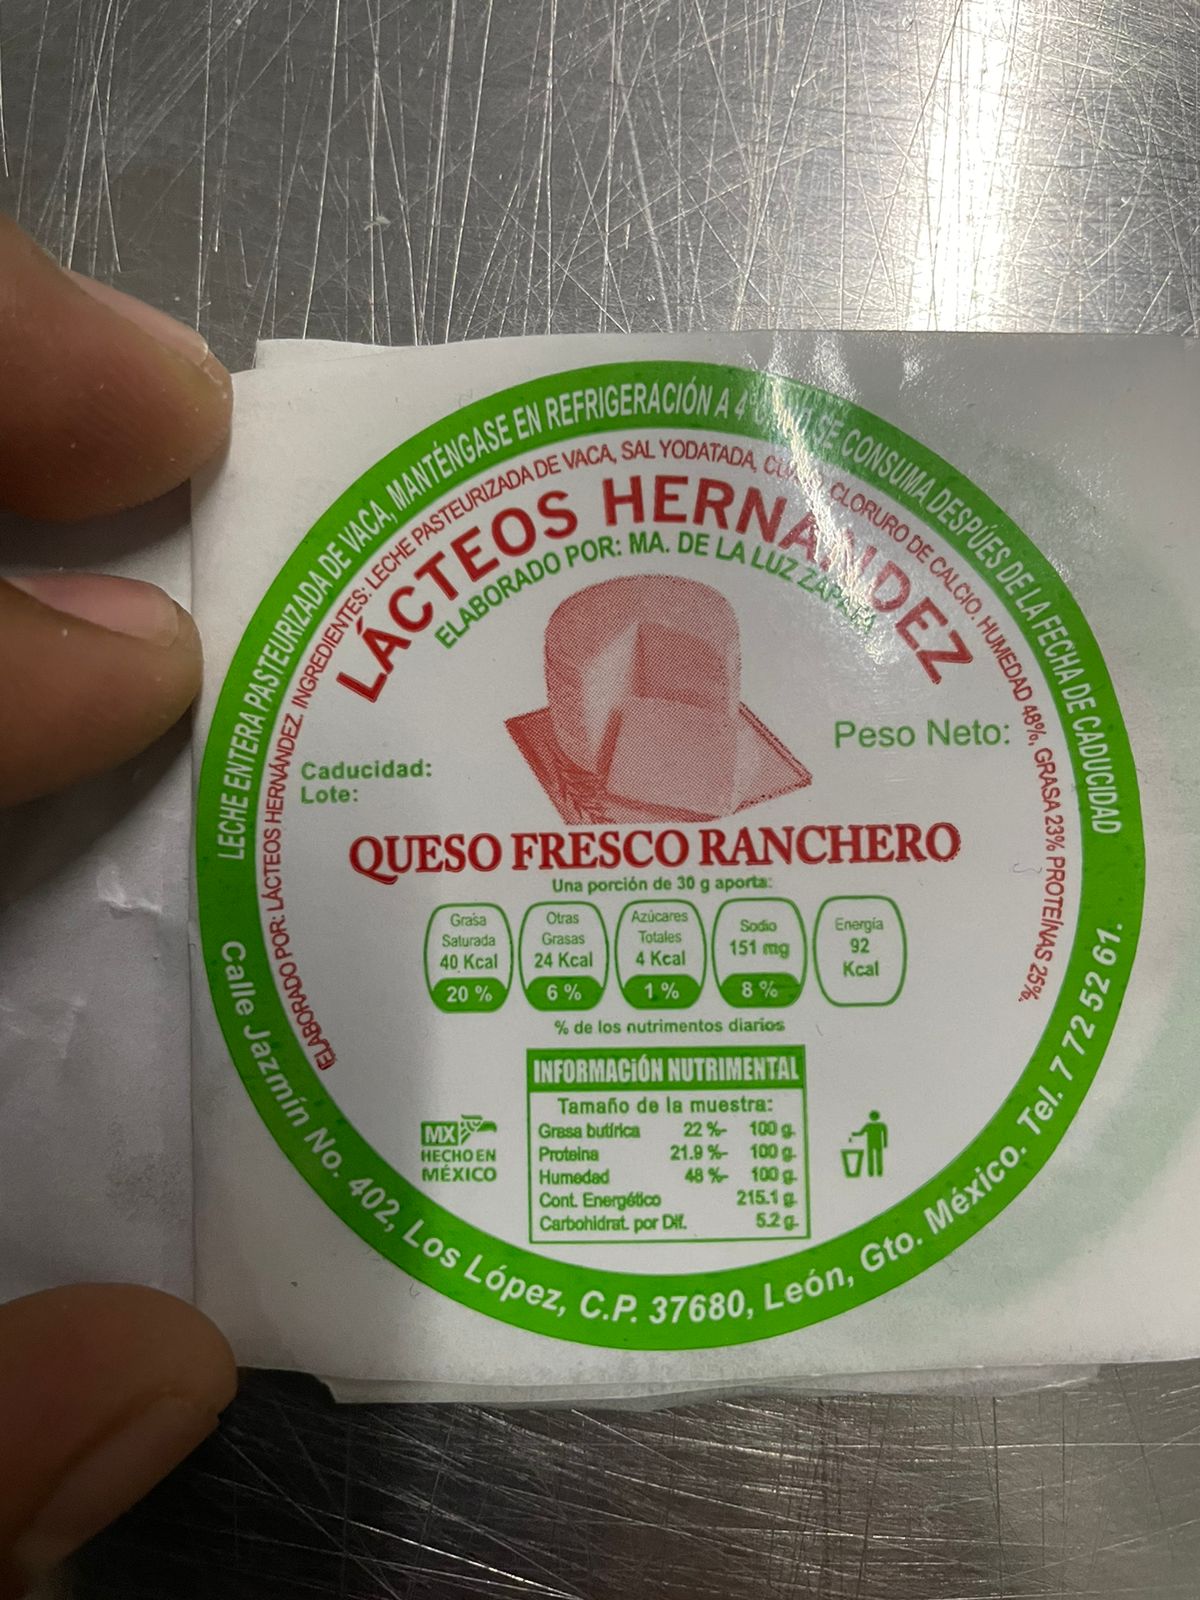 LECHE ENTERA PASTEURIZADA DE VACA, MANTÉNGASE EN REFRIGERACIÓN A 4° SE CONSUMA DESPÚES DE LA FECHA DE CADUCIDAD
ELABORADO POR: LÁCTEOS HERNÁNDEZ. INGREDIENTES: LECHE PASTEURIZADA DE VACA, SAL YODATADA, CLORURO DE CALCIO. HUMEDAD 48%, GRASA 23% PROTEÍNAS 25%.
LÁCTEOS HERNÁNDEZ
ELABORADO POR: MA. DE LA LUZ ZAPATA
Peso Neto:
Caducidad:
Lote:
QUESO FRESCO RANCHERO
Una porción de 30 g aporta:
Grasa Saturada 40 Kcal 20 %
Otras Grasas 24 Kcal 6 %
Azúcares Totales 4 Kcal 1 %
Sodio 151 mg 8 %
Energía 92 Kcal
% de los nutrimentos diarios
INFORMACIÓN NUTRIMENTAL
Tamaño de la muestra:
Grasa butírica 22 %- 100 g.
Proteina 21.9 %- 100 g.
Humedad 48 %- 100 g.
Cont. Energético 215.1 g.
Carbohidrat. por Dif. 5.2 g.
MX
HECHO EN
MÉXICO
Calle Jazmín No. 402, Los López, C.P. 37680, León, Gto. México. Tel. 7 72 52 61.